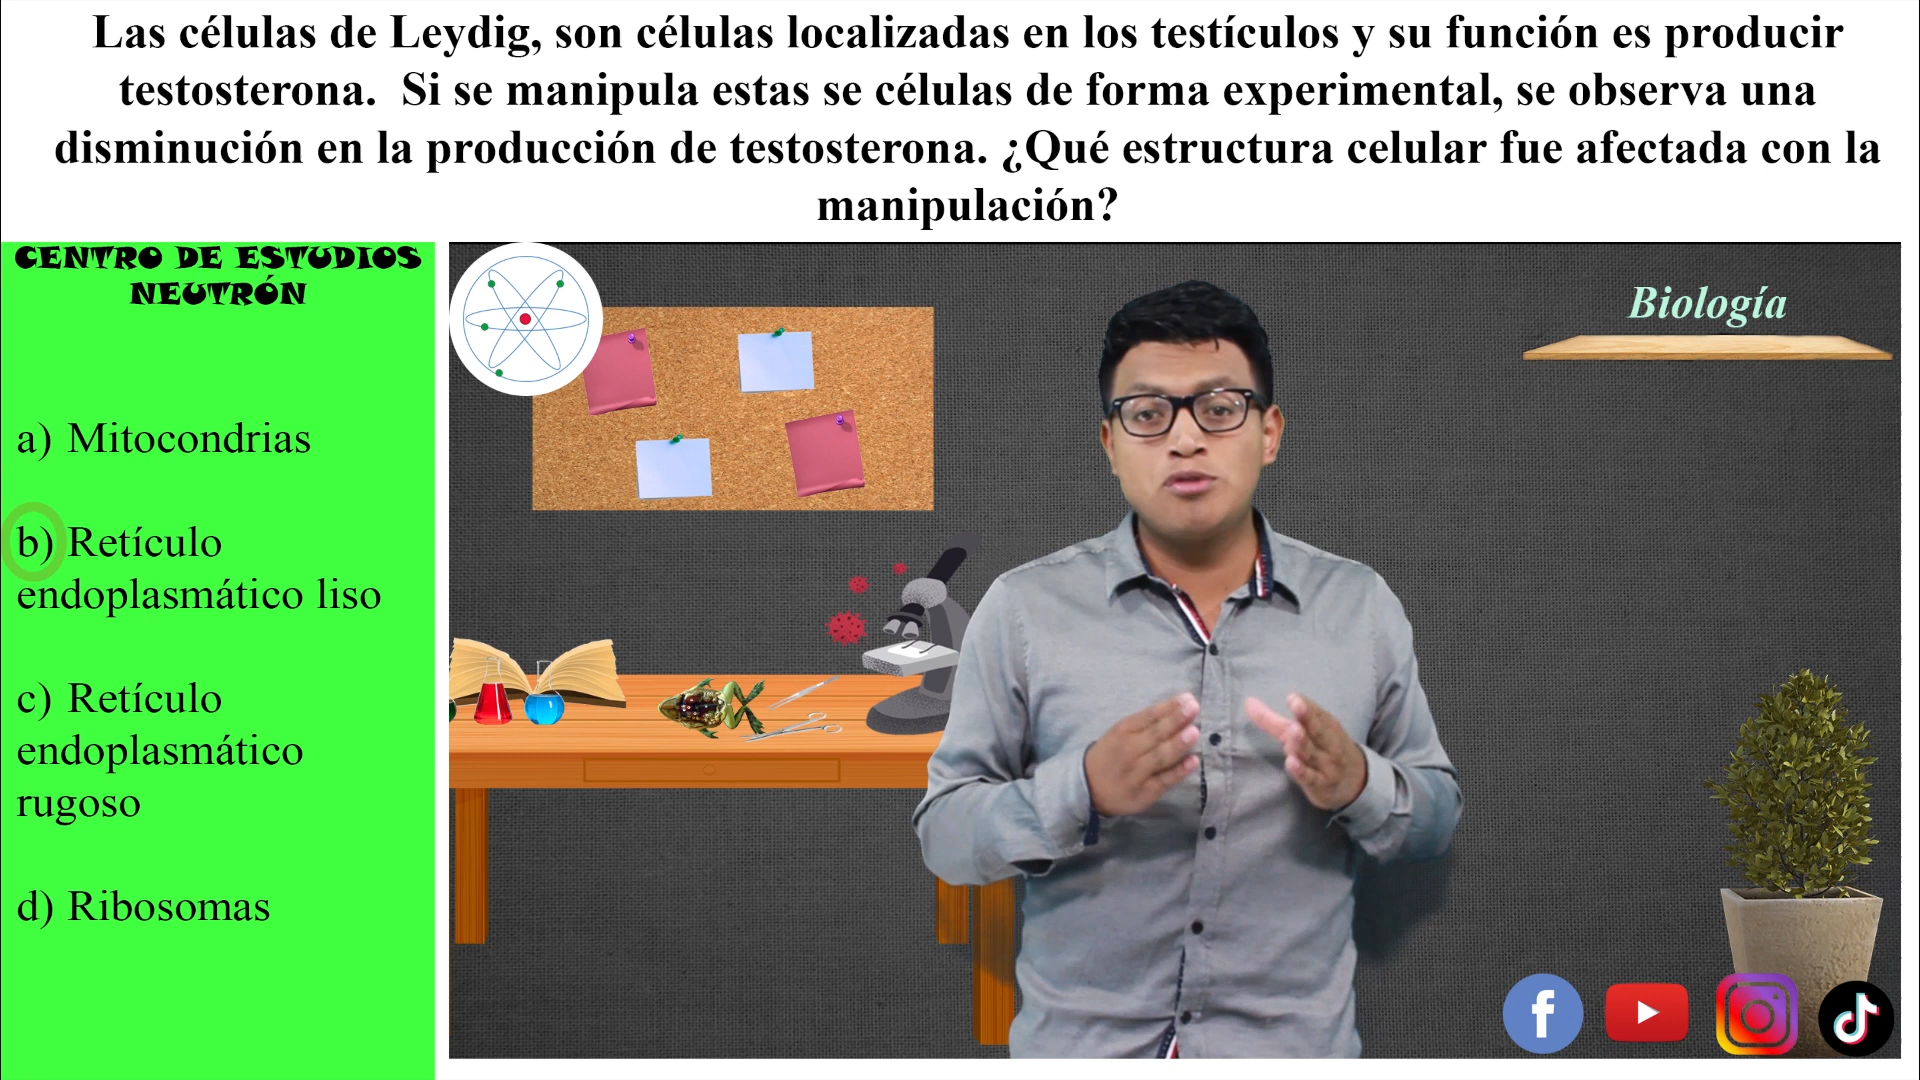 Las células de Leydig, son células localizadas en los testículos y su función es producir
testosterona.  Si se manipula estas se células de forma experimental, se observa una
disminución en la producción de testosterona. ¿Qué estructura celular fue afectada con la
manipulación?
CENTRO DE ESTUDIOS
NEUTRÓN
a) Mitocondrias
b) Retículo
endoplasmático liso
c) Retículo
endoplasmático
rugoso
d) Ribosomas
Biología